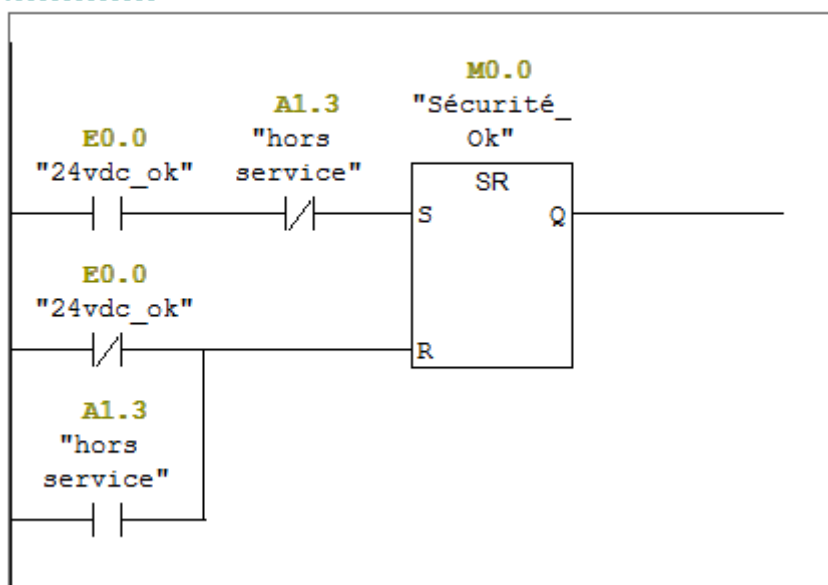 M0.0
A1.3
"Sécurité_
E0.0
"hors
Ok"
"24vdc_ok"
service"
SR
S
Q
E0.0
"24vdc_ok"
R
A1.3
"hors
service"